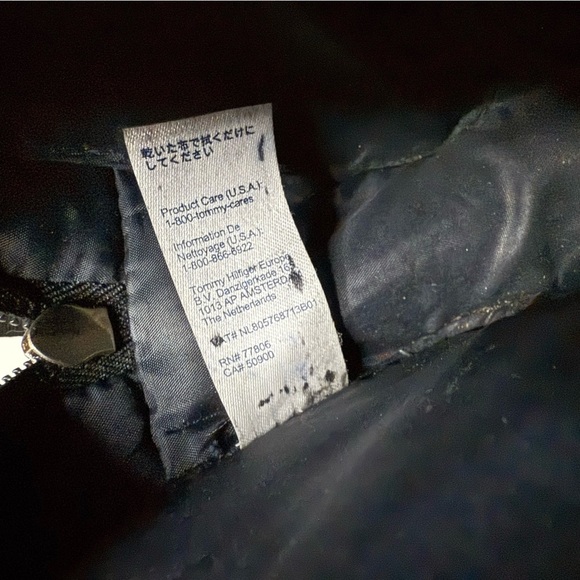 乾いた布で拭くだけに
してください
Product Care (U.S.A.):
1-800-tommy-cares
Information De
Nettoyage (U.S.A.):
1-800-866-8922
Tommy Hilfiger Europe
B.V. Danzigerkade 165
1013 AP AMSTERDAM
The Netherlands
VAT# NL805768713B01
RN# 77806
CA# 50900